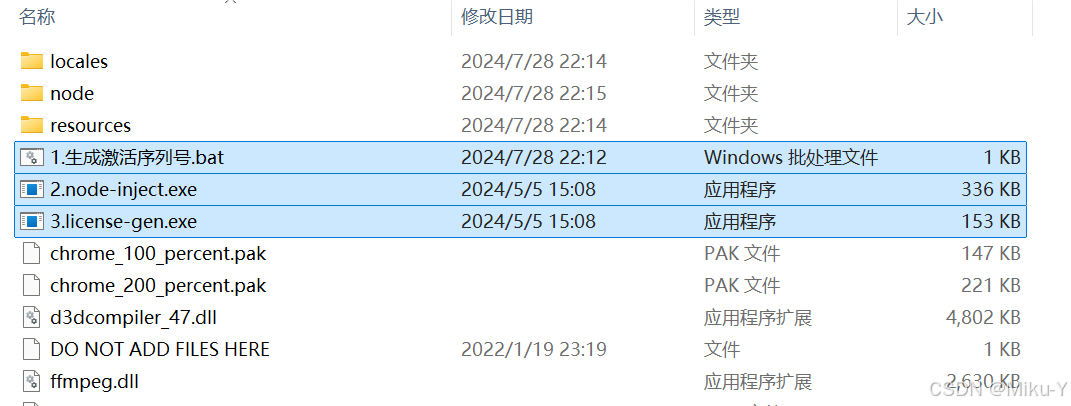 名称 修改日期 类型 大小
locales 2024/7/28 22:14 文件夹
node 2024/7/28 22:15 文件夹
resources 2024/7/28 22:14 文件夹
1.生成激活序列号.bat 2024/7/28 22:12 Windows 批处理文件 1 KB
2.node-inject.exe 2024/5/5 15:08 应用程序 336 KB
3.license-gen.exe 2024/5/5 15:08 应用程序 153 KB
chrome_100_percent.pak PAK 文件 147 KB
chrome_200_percent.pak PAK 文件 221 KB
d3dcompiler_47.dll 应用程序扩展 4,802 KB
DO NOT ADD FILES HERE 2022/1/19 23:19 文件 1 KB
ffmpeg.dll 应用程序扩展 2,630 KB
CSDN @Miku-Y